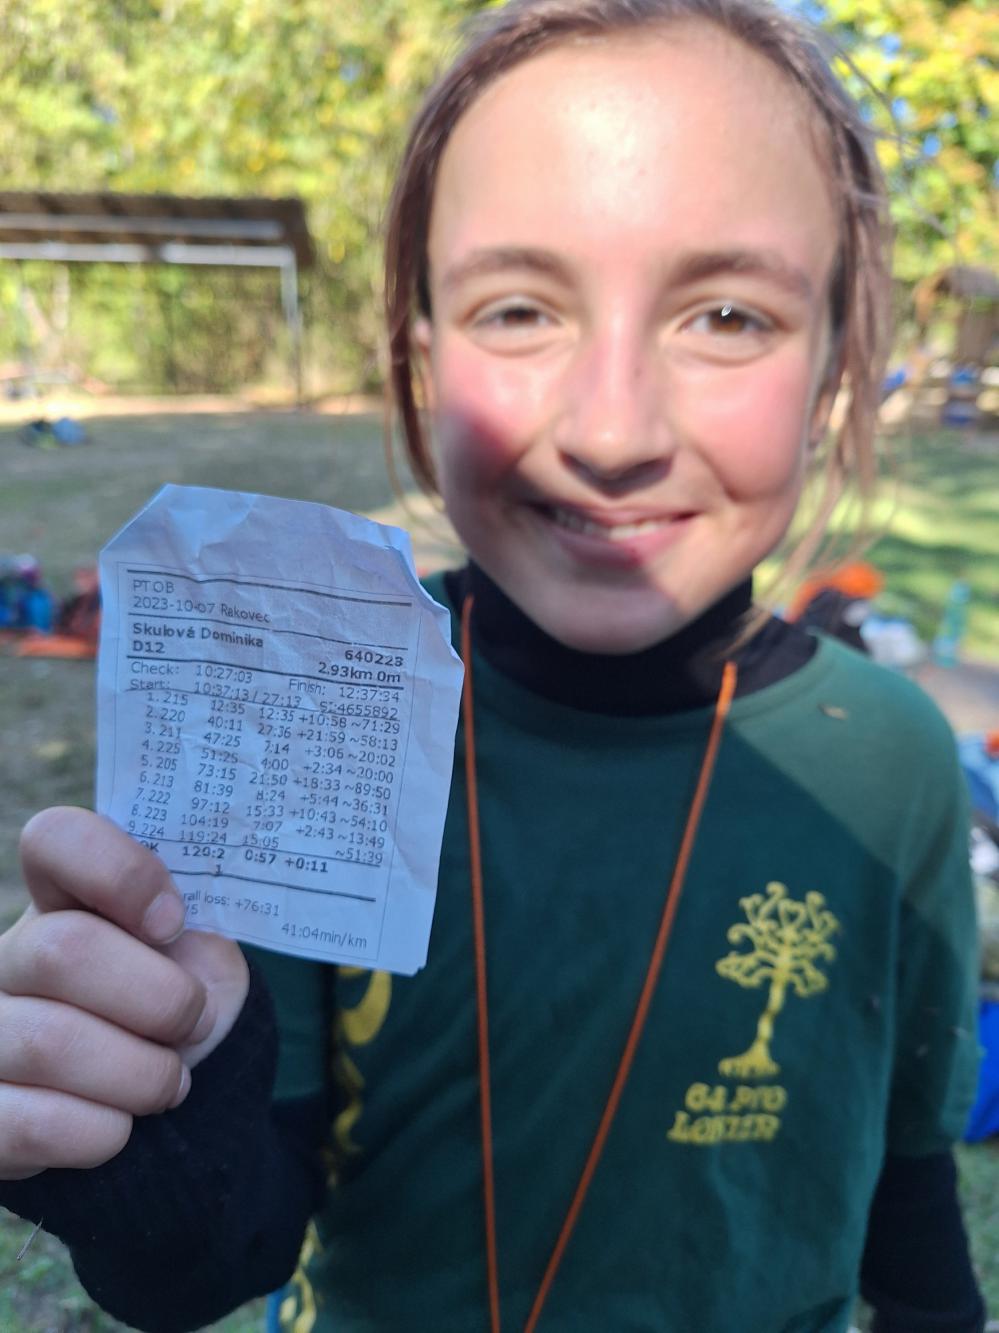 PTOB
2023-10-07 Rakovec
Skulová Dominika 640223
D12 2.93km 0m
Check: 10:27:03 Finish: 12:37:34
Start: 10:37:13 / 27:13 SI:4655892
1. 215 12:35 12:35 +10:58 ~71:29
2. 220 40:11 27:36 +21:59 ~58:13
3. 211 47:25 7:14 +3:06 ~20:02
4. 225 51:25 4:00 +2:34 ~20:00
5. 205 73:15 21:50 +18:33 ~89:50
6. 213 81:39 8:24 +5:44 ~36:31
7. 222 97:12 15:33 +10:43 ~54:10
8. 223 104:19 7:07 +2:43 ~13:49
9. 224 119:24 15:05 ~51:39
OK 120:2 0:57 +0:11
1
rall loss: +76:31
/5
41:04min/km
64.PTO
LORIEN